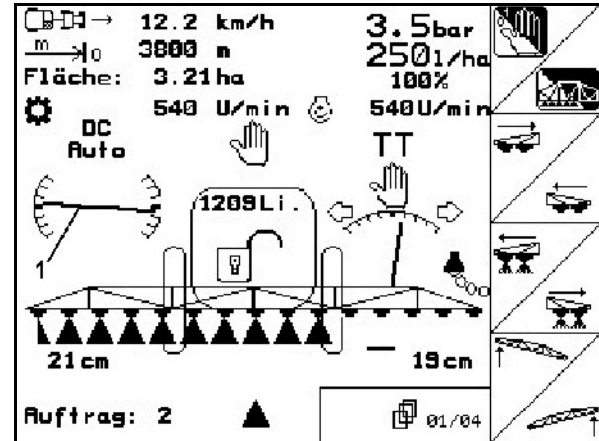 12.2 km/h 3.5bar
m 0 3800 m 250l/ha
Fläche: 3.21ha 100%
540 U/min 540U/min
DC TT
Auto
1209Li.
1
21cm 19cm
Auftrag: 2 01/04